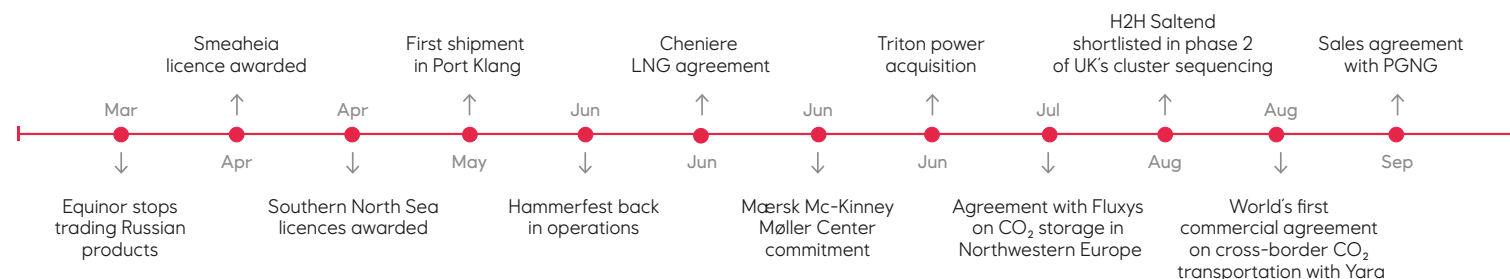 Smeaheia
licence awarded
First shipment
in Port Klang
Cheniere
LNG agreement
Triton power
acquisition
H2H Saltend
shortlisted in phase 2
of UK's cluster sequencing
Sales agreement
with PGNG
Mar
Apr
Jun
Jun
Jul
Aug
Apr
May
Jun
Jun
Aug
Sep
Equinor stops
trading Russian
products
Southern North Sea
licences awarded
Hammerfest back
in operations
Mærsk Mc-Kinney
Møller Center
commitment
Agreement with Fluxys
on CO₂ storage in
Northwestern Europe
World's first
commercial agreement
on cross-border CO₂
transportation with Yara